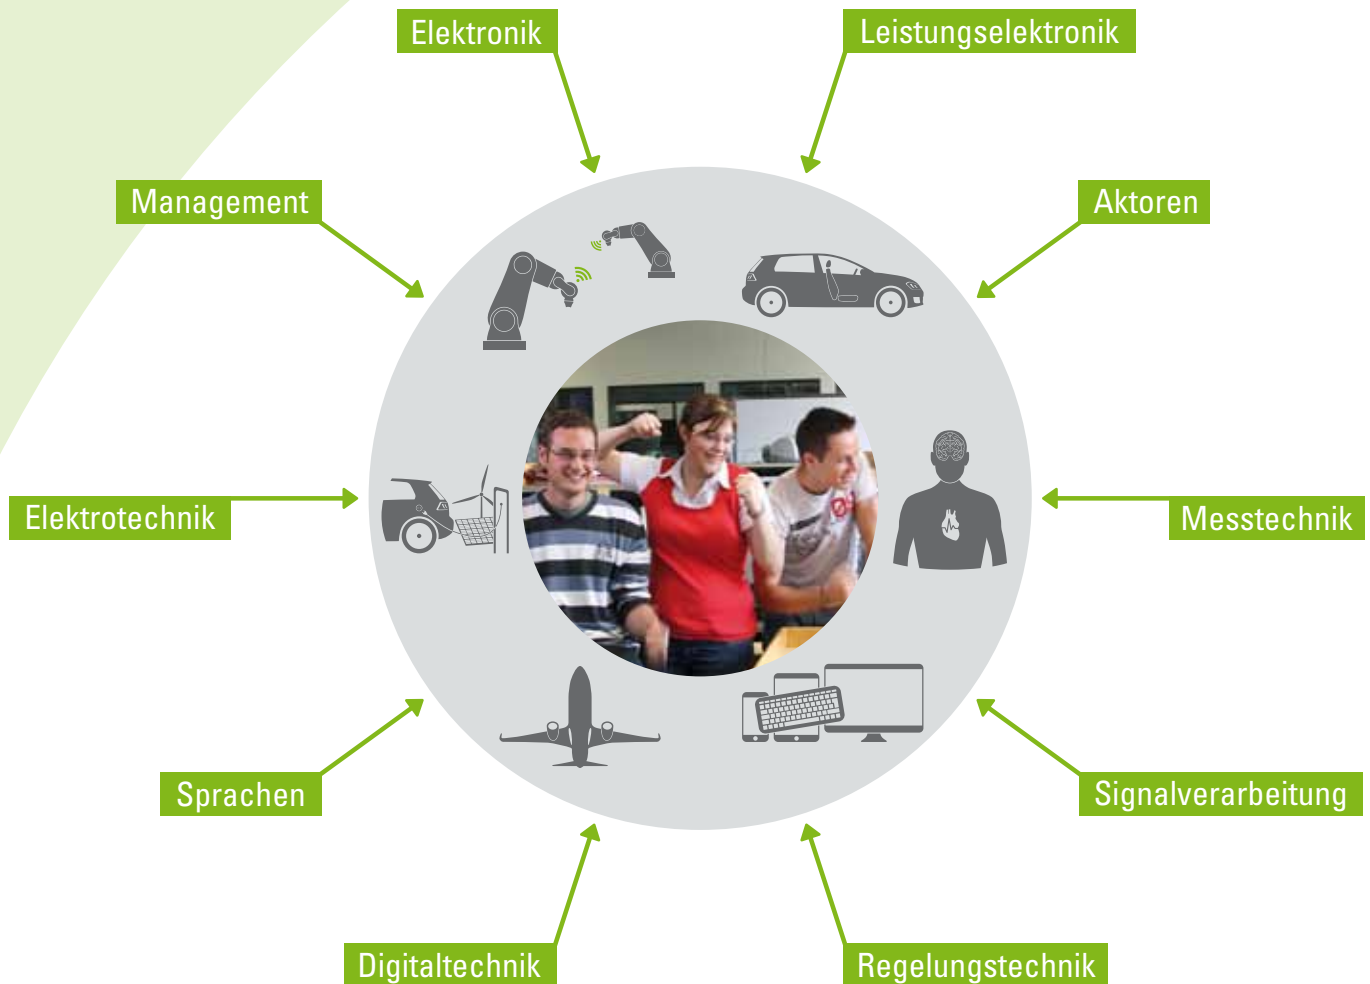 Elektronik
Leistungselektronik
Management
Aktoren
Elektrotechnik
Messtechnik
Sprachen
Signalverarbeitung
Digitaltechnik
Regelungstechnik